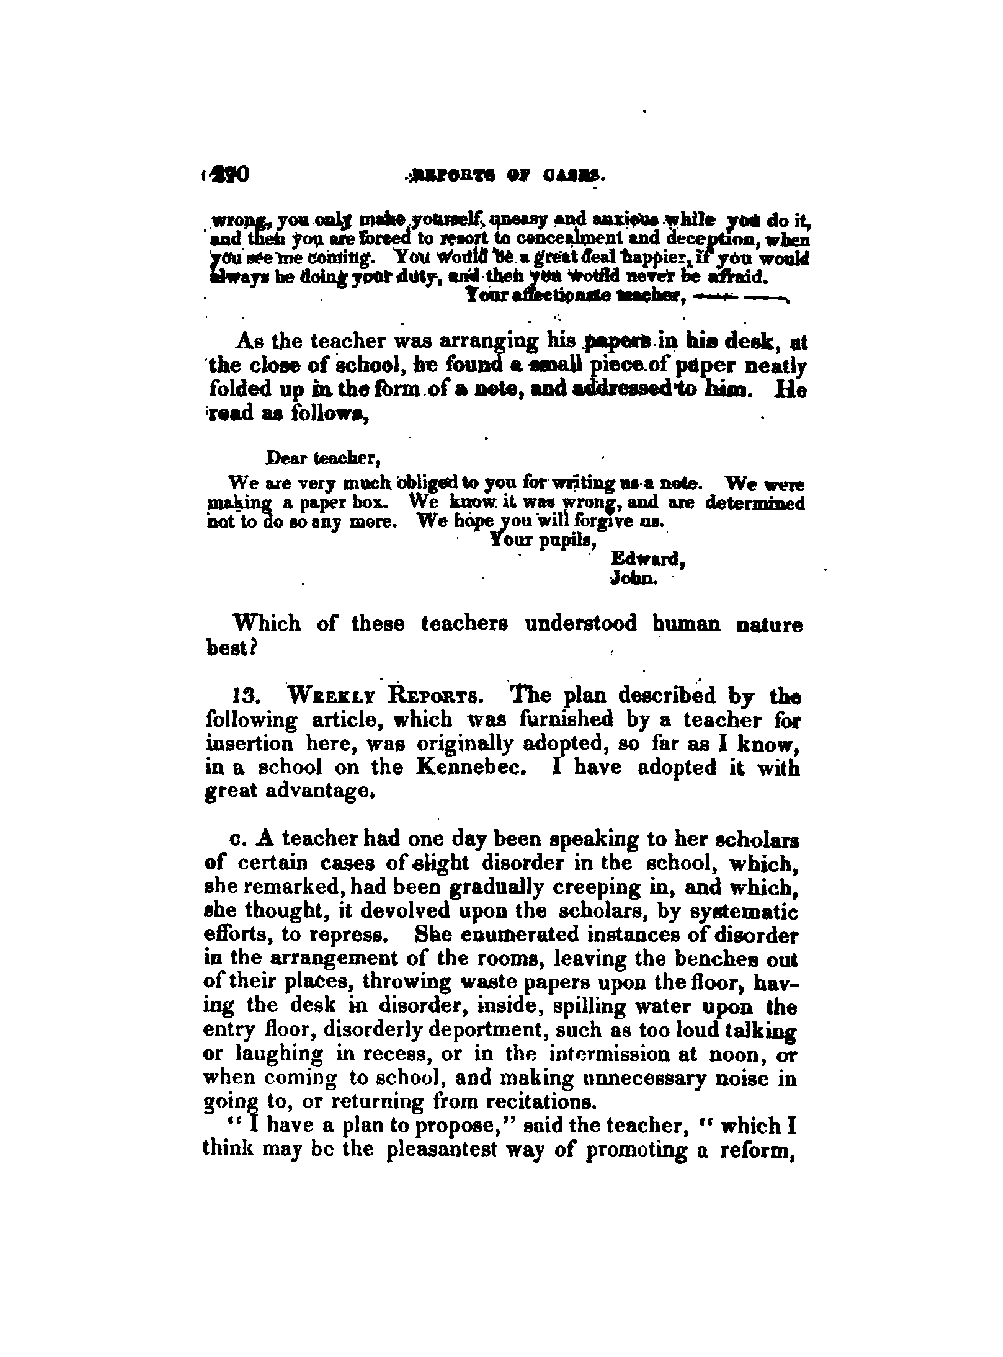 REPORTS OF CASES.
wrong, you only make yourself, uneasy and anxious while you do it,
and then you are forced to resort to concealment and deception, when
you see me coming. You would be a great deal happier, if you would
always be doing your duty, and then you would never be afraid.
Your affectionate teacher, —— ——.
As the teacher was arranging his papers in his desk, at
the close of school, he found a small piece of paper neatly
folded up in the form of a note, and addressed to him. He
read as follows,
Dear teacher,
We are very much obliged to you for writing us a note. We were
making a paper box. We know it was wrong, and are determined
not to do so any more. We hope you will forgive us.
Your pupils,
Edward,
John.
Which of these teachers understood human nature
best?
13. WEEKLY REPORTS. The plan described by the
following article, which was furnished by a teacher for
insertion here, was originally adopted, so far as I know,
in a school on the Kennebec. I have adopted it with
great advantage.
c. A teacher had one day been speaking to her scholars
of certain cases of slight disorder in the school, which,
she remarked, had been gradually creeping in, and which,
she thought, it devolved upon the scholars, by systematic
efforts, to repress. She enumerated instances of disorder
in the arrangement of the rooms, leaving the benches out
of their places, throwing waste papers upon the floor, hav-
ing the desk in disorder, inside, spilling water upon the
entry floor, disorderly deportment, such as too loud talking
or laughing in recess, or in the intermission at noon, or
when coming to school, and making unnecessary noise in
going to, or returning from recitations.
" I have a plan to propose," said the teacher, " which I
think may be the pleasantest way of promoting a reform,